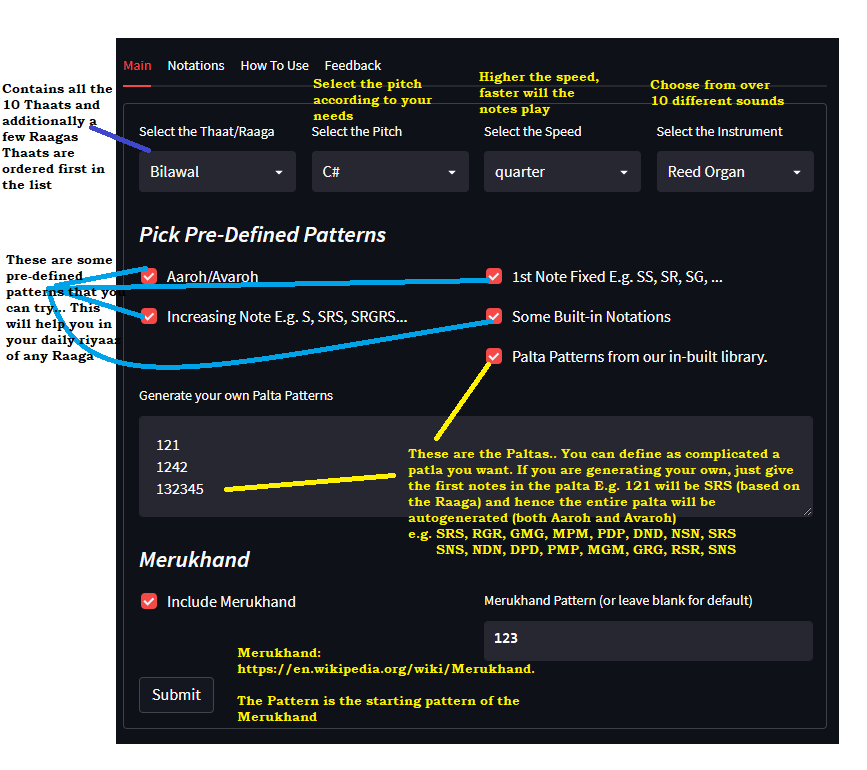 Main Notations How To Use Feedback
Contains all the
10 Thaats and
additionally a
few Raagas
Thaats are
ordered first in
the list
Select the pitch
according to your
needs
Higher the speed,
faster will the
notes play
Choose from over
10 different sounds
Select the Thaat/Raaga
Select the Pitch
Select the Speed
Select the Instrument
Bilawal
C#
quarter
Reed Organ
Pick Pre-Defined Patterns
These are some
pre-defined
patterns that yo
can try... This
will help you in
your daily riyaaz
of any Raaga
Aaroh/Avaroh
1st Note Fixed E.g. SS, SR, SG, ...
Increasing Note E.g. S, SRS, SRGRS...
Some Built-in Notations
Palta Patterns from our in-built library.
Generate your own Palta Patterns
121
1242
132345
These are the Paltas.. You can define as complicated a
patla you want. If you are generating your own, just give
the first notes in the palta E.g. 121 will be SRS (based on
the Raaga) and hence the entire palta will be
autogenerated (both Aaroh and Avaroh)
e.g. SRS, RGR, GMG, MPM, PDP, DND, NSN, SRS
SNS, NDN, DPD, PMP, MGM, GRG, RSR, SNS
Merukhand
Include Merukhand
Merukhand Pattern (or leave blank for default)
123
Merukhand:
https://en.wikipedia.org/wiki/Merukhand.
The Pattern is the starting pattern of the
Merukhand
Submit